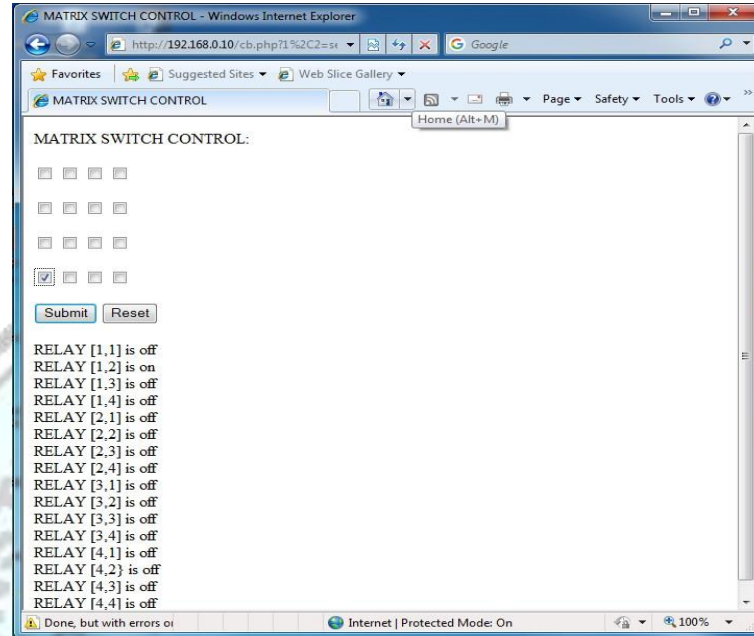 MATRIX SWITCH CONTROL - Windows Internet Explorer
http://192.168.0.10/cb.php?1%2C2=se
Google
Favorites
Suggested Sites
Web Slice Gallery
MATRIX SWITCH CONTROL
Page
Safety
Tools
Home (Alt+M)
MATRIX SWITCH CONTROL:
Submit Reset
RELAY [1,1] is off
RELAY [1,2] is on
RELAY [1,3] is off
RELAY [1,4] is off
RELAY [2,1] is off
RELAY [2,2] is off
RELAY [2,3] is off
RELAY [2,4] is off
RELAY [3,1] is off
RELAY [3,2] is off
RELAY [3,3] is off
RELAY [3,4] is off
RELAY [4,1] is off
RELAY [4,2} is off
RELAY [4,3] is off
RELAY [4,4] is off
Done, but with errors o
Internet | Protected Mode: On
100%